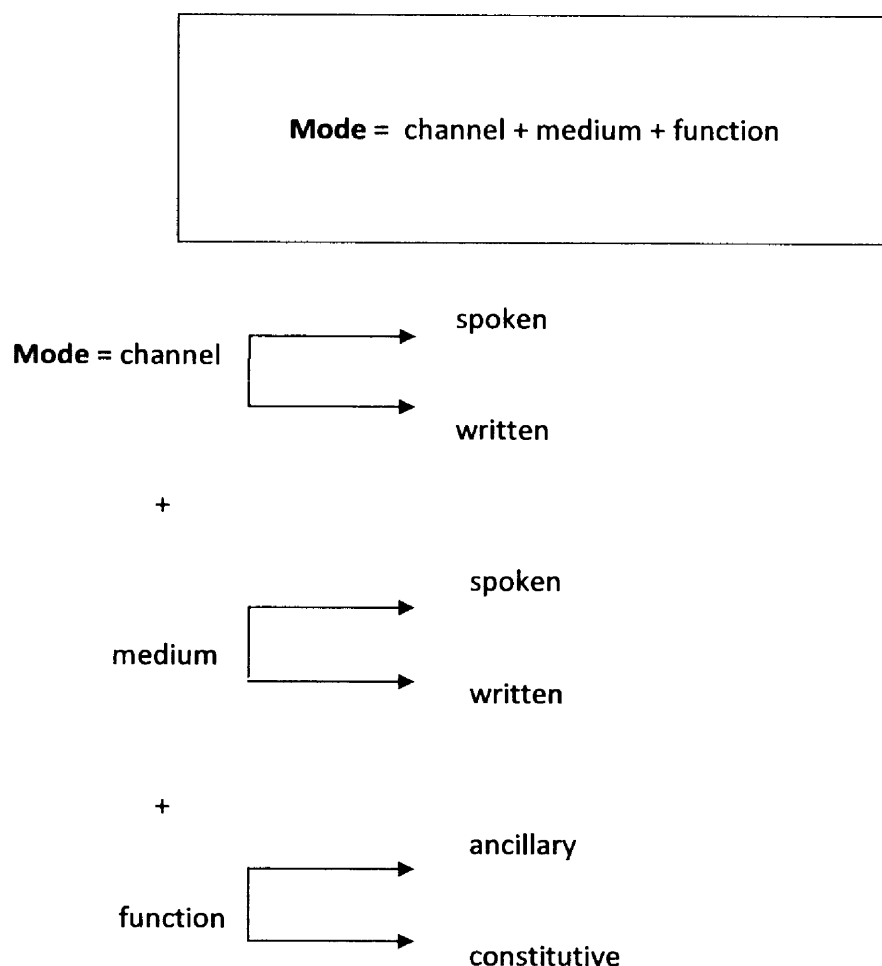 Mode = channel + medium + function
spoken
Mode = channel
written
+
spoken
medium
written
+
ancillary
function
constitutive